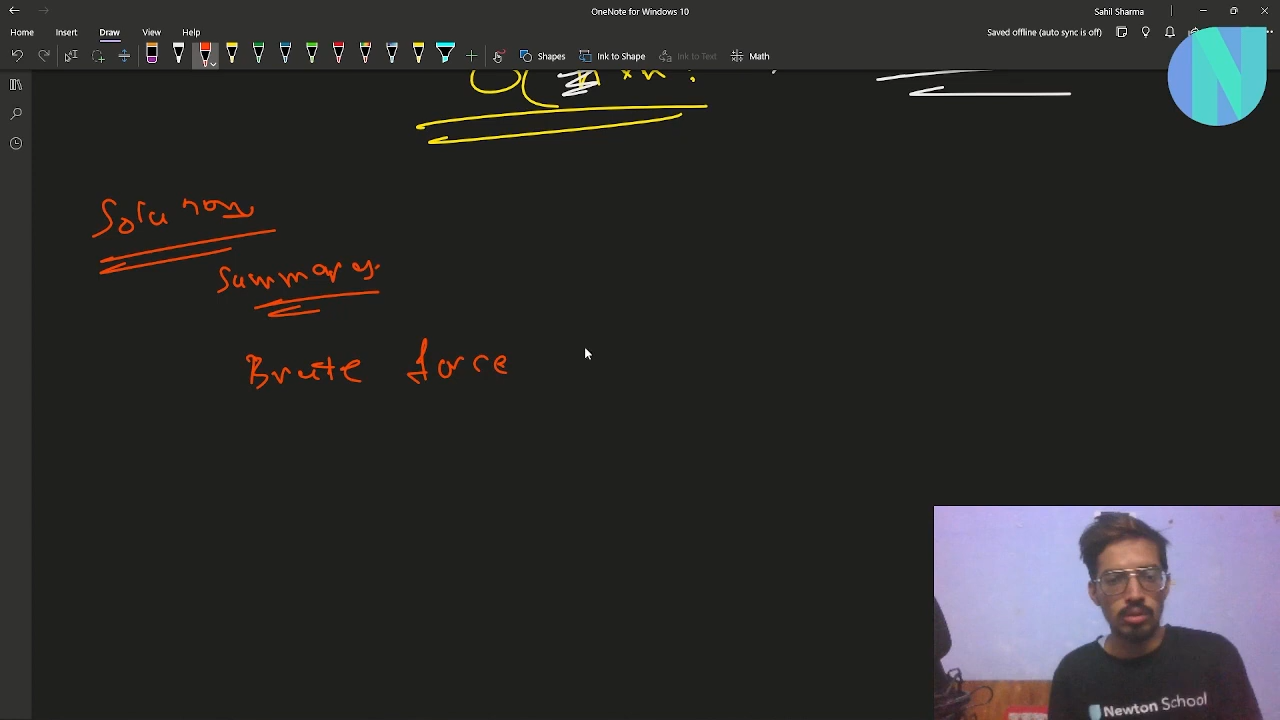 OneNote for Windows 10
Sahil Sharma
Home Insert Draw View Help
Saved offline (auto sync is off)
Shapes Ink to Shape Ink to Text Math
Solution
Summary
Brute force
Newton School